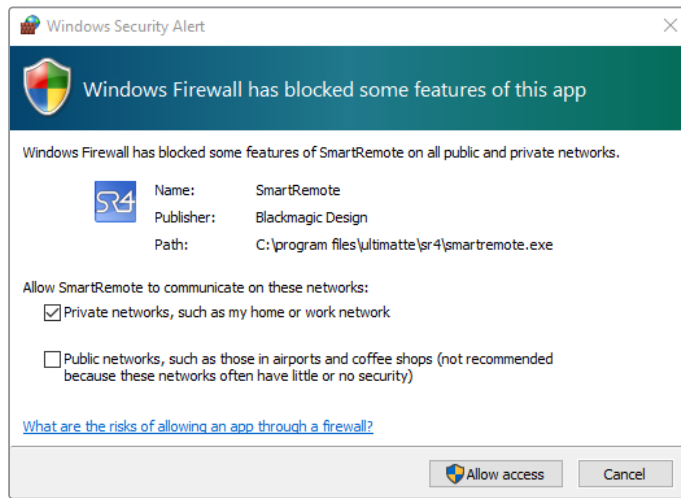 Windows Security Alert
Windows Firewall has blocked some features of this app
Windows Firewall has blocked some features of SmartRemote on all public and private networks.
SR4
Name: SmartRemote
Publisher: Blackmagic Design
Path: C:\program files\ultimatte\sr4\smartremote.exe
Allow SmartRemote to communicate on these networks:
Private networks, such as my home or work network
Public networks, such as those in airports and coffee shops (not recommended
because these networks often have little or no security)
What are the risks of allowing an app through a firewall?
Allow access Cancel